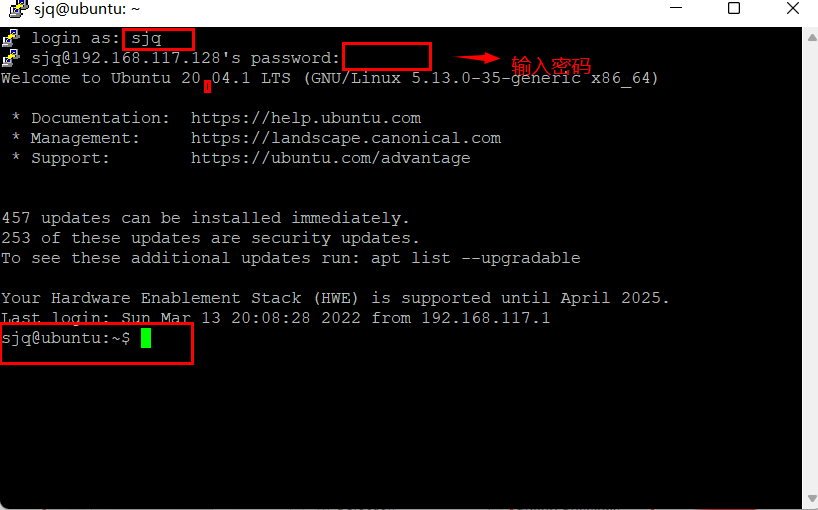 sjq@ubuntu: ~
login as: sjq
sjq@192.168.117.128's password:
输入密码
Welcome to Ubuntu 20.04.1 LTS (GNU/Linux 5.13.0-35-generic x86_64)
* Documentation: https://help.ubuntu.com
* Management: https://landscape.canonical.com
* Support: https://ubuntu.com/advantage
457 updates can be installed immediately.
253 of these updates are security updates.
To see these additional updates run: apt list --upgradable
Your Hardware Enablement Stack (HWE) is supported until April 2025.
Last login: Sun Mar 13 20:08:28 2022 from 192.168.117.1
sjq@ubuntu:~$